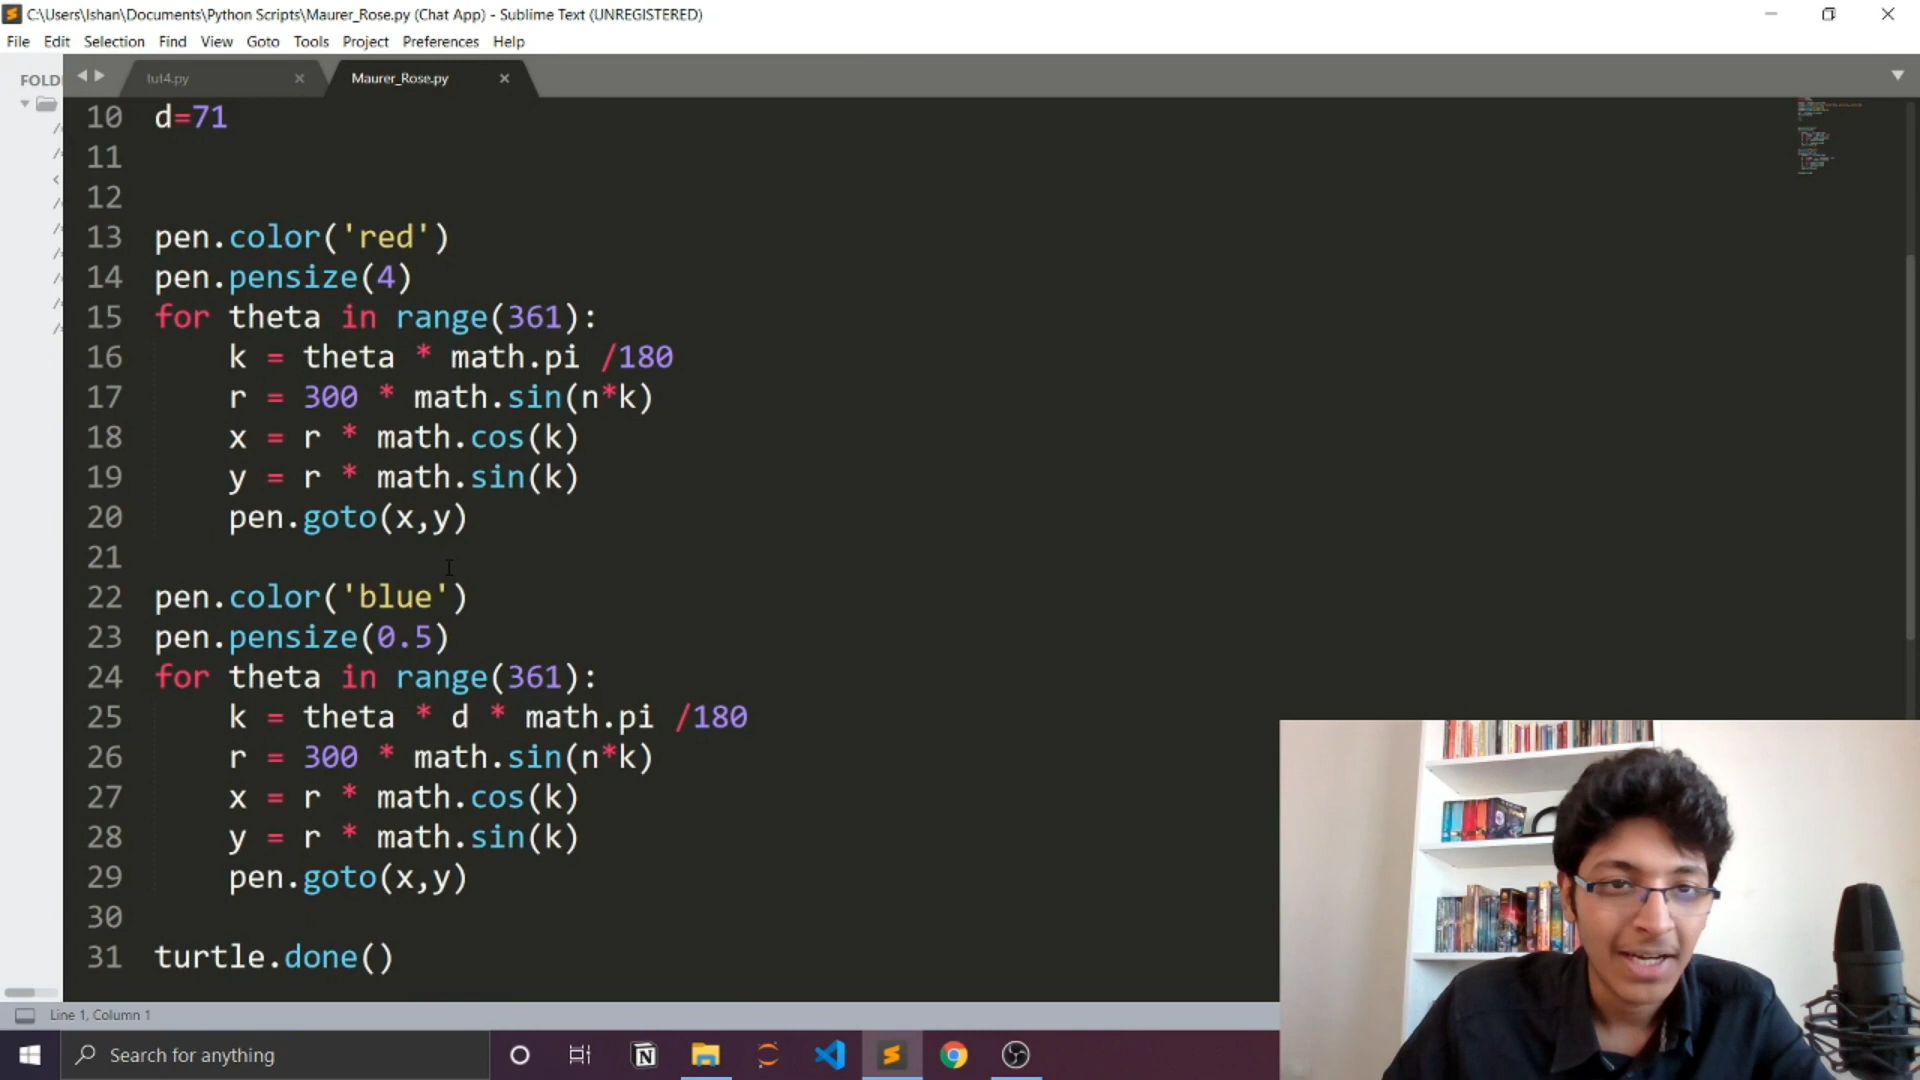 C:\Users\Ishan\Documents\Python Scripts\Maurer_Rose.py (Chat App) - Sublime Text (UNREGISTERED)
File Edit Selection Find View Goto Tools Project Preferences Help
FOLD
tut4.py
Maurer_Rose.py
10 d=71
11
12
13 pen.color('red')
14 pen.pensize(4)
15 for theta in range(361):
16 k = theta * math.pi /180
17 r = 300 * math.sin(n*k)
18 x = r * math.cos(k)
19 y = r * math.sin(k)
20 pen.goto(x,y)
21
22 pen.color('blue')
23 pen.pensize(0.5)
24 for theta in range(361):
25 k = theta * d * math.pi /180
26 r = 300 * math.sin(n*k)
27 x = r * math.cos(k)
28 y = r * math.sin(k)
29 pen.goto(x,y)
30
31 turtle.done()
Line 1, Column 1
Search for anything